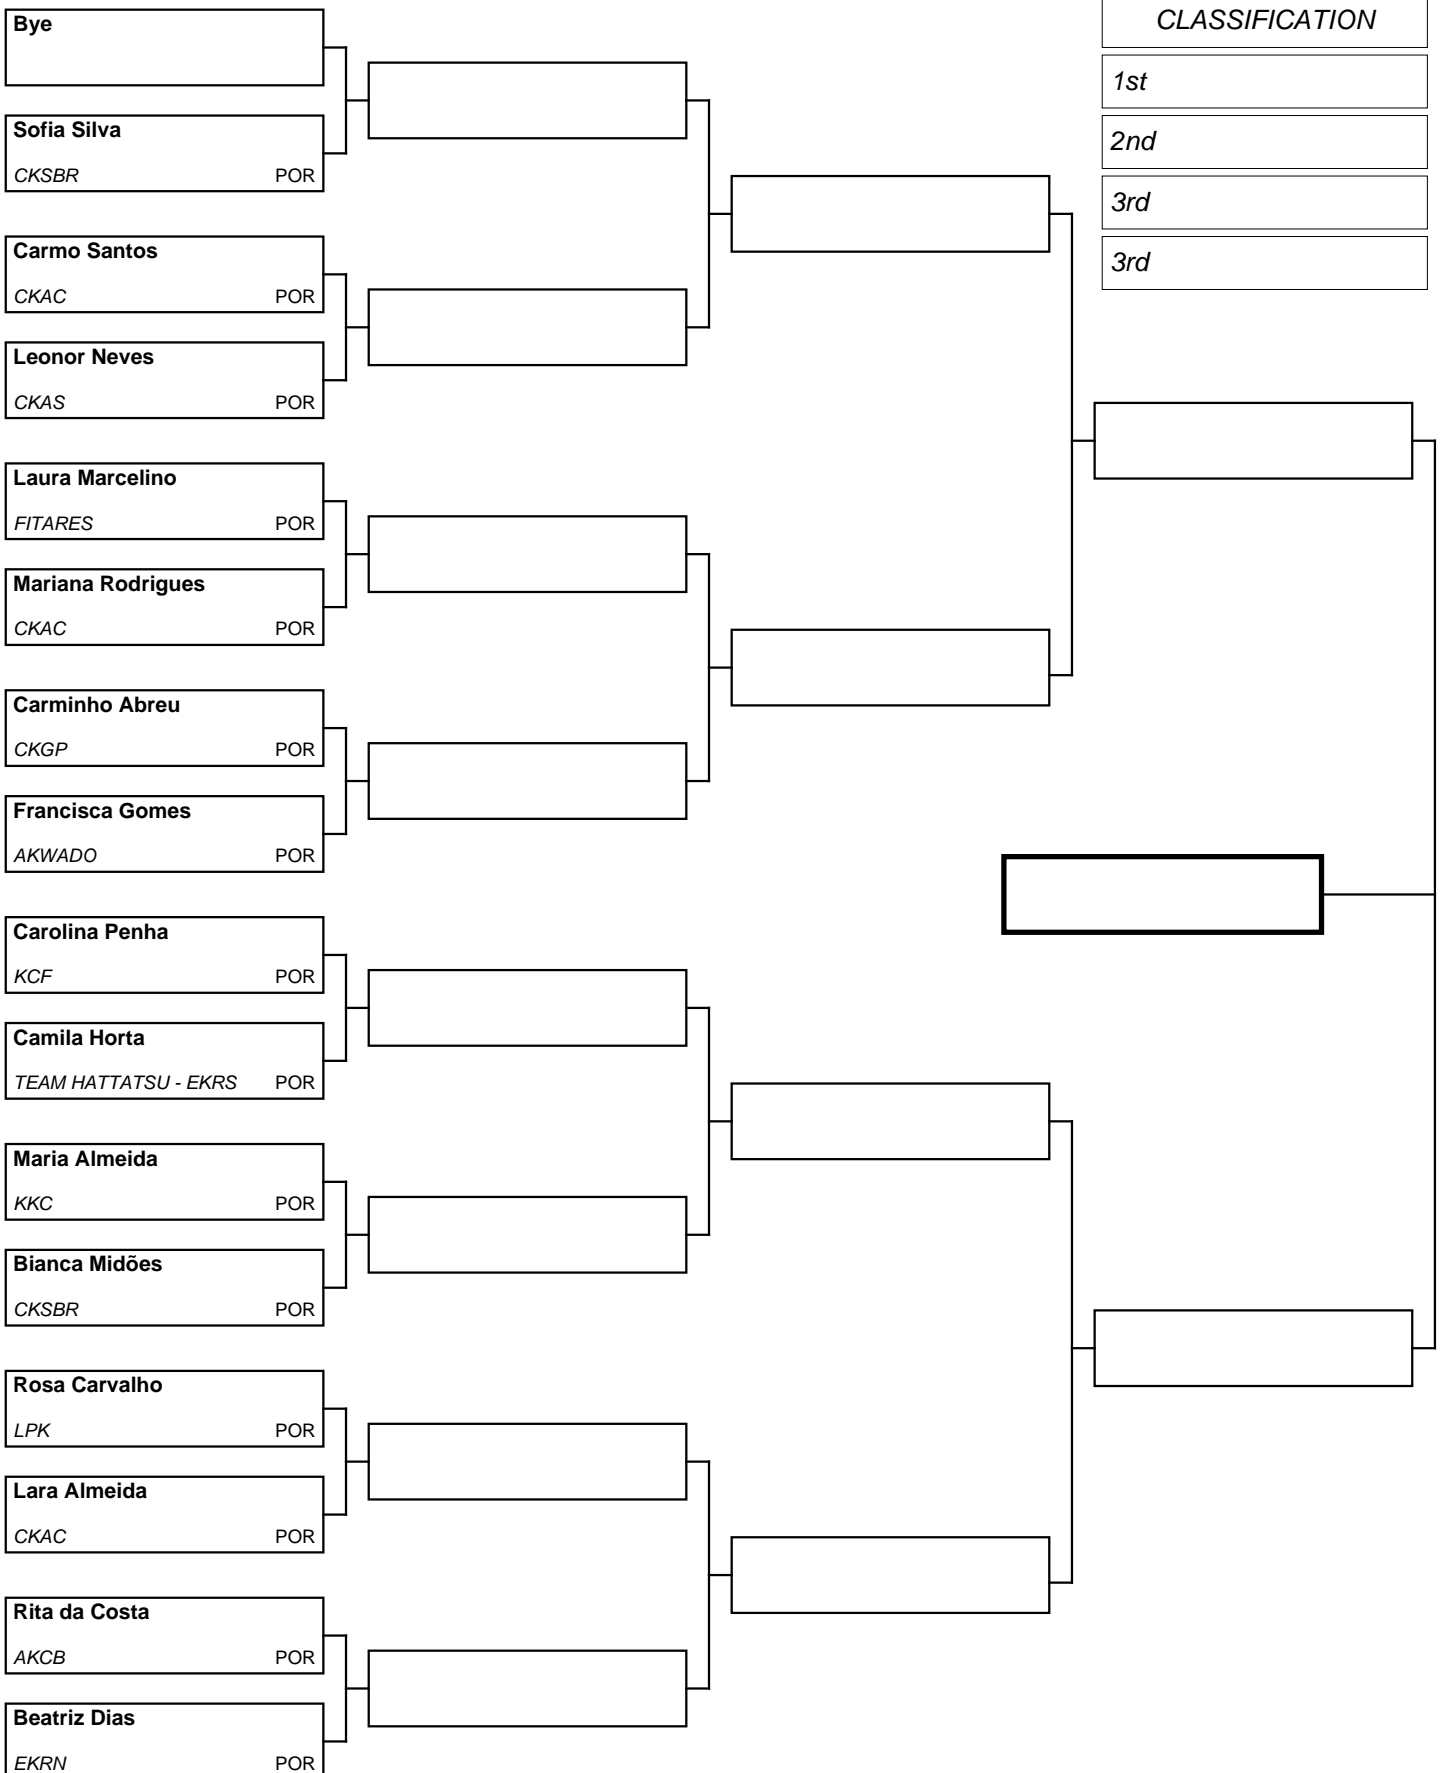 Bye
Sofia Silva
CKSBR POR
Carmo Santos
CKAC POR
Leonor Neves
CKAS POR
Laura Marcelino
FITARES POR
Mariana Rodrigues
CKAC POR
Carminho Abreu
CKGP POR
Francisca Gomes
AKWADO POR
Carolina Penha
KCF POR
Camila Horta
TEAM HATTATSU - EKRS POR
Maria Almeida
KKC POR
Bianca Midões
CKSBR POR
Rosa Carvalho
LPK POR
Lara Almeida
CKAC POR
Rita da Costa
AKCB POR
Beatriz Dias
EKRN POR
CLASSIFICATION
1st
2nd
3rd
3rd